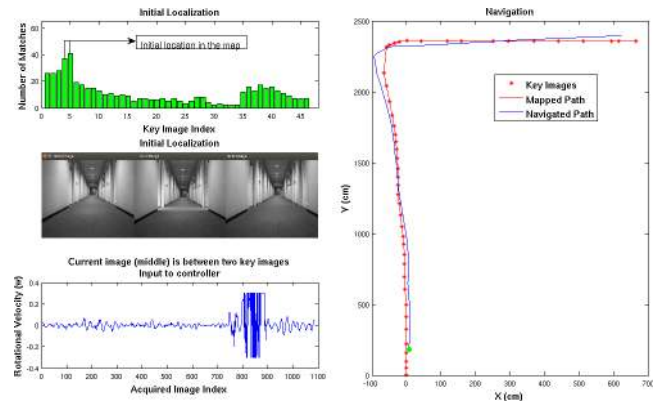 Initial Localization
Number of Matches
60
40
20
0
Initial location in the map
0 5 10 15 20 25 30 35 40 45
Key Image Index
Initial Localization
Current image (middle) is between two key images
Input to controller
Rotational Velocity (w)
0.4
0.2
0
-0.2
-0.4
0 100 200 300 400 500 600 700 800 900 1000 1100
Acquired Image Index
Navigation
Y (cm)
2500
2000
1500
1000
500
0
Key Images
Mapped Path
Navigated Path
-100 0 100 200 300 400 500 600 700
X (cm)